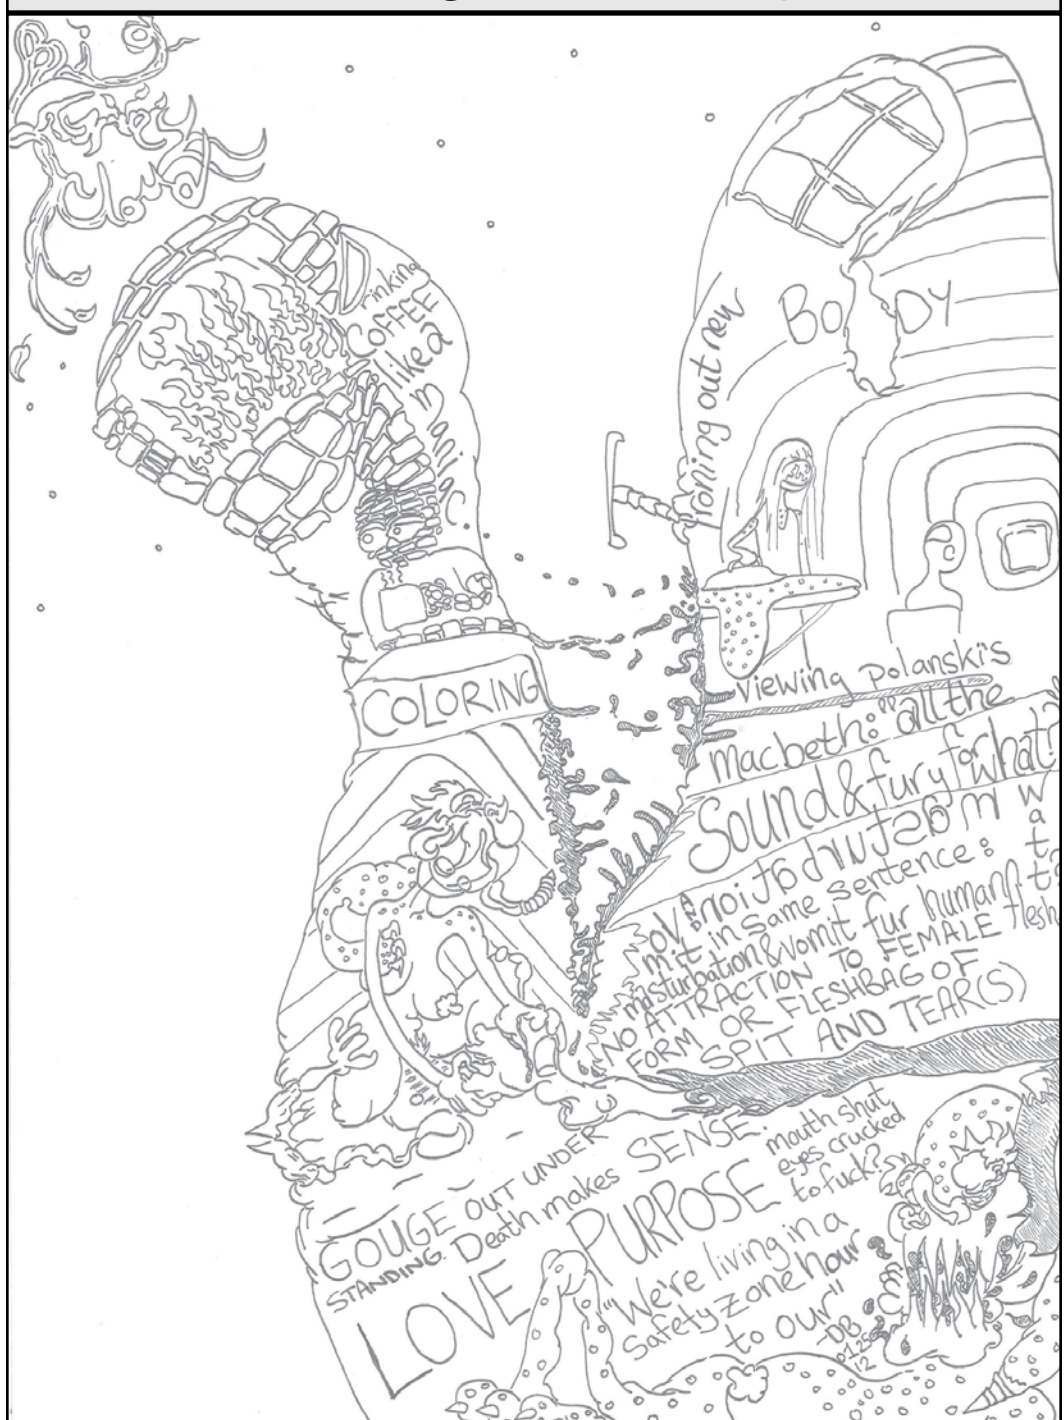 Grey
clouds
Drinking
COFFEE
like a
maniac
ironing out new
BODY
COLORING
viewing polanski's
macbeth: "all the
Sound & fury for what?
mit in same sentence:
masturbation & vomit fur human flesh
NO ATTRACTION TO FEMALE
FORM OR FLESHBAG OF
SPIT AND TEAR(S)
GOUGE OUT UNDER
STANDING. Death makes SENSE.
LOVE PURPOSE
mouth shut
eyes crucked
to fuck?
"We're living in a
safety zone hour
to our"
-DB